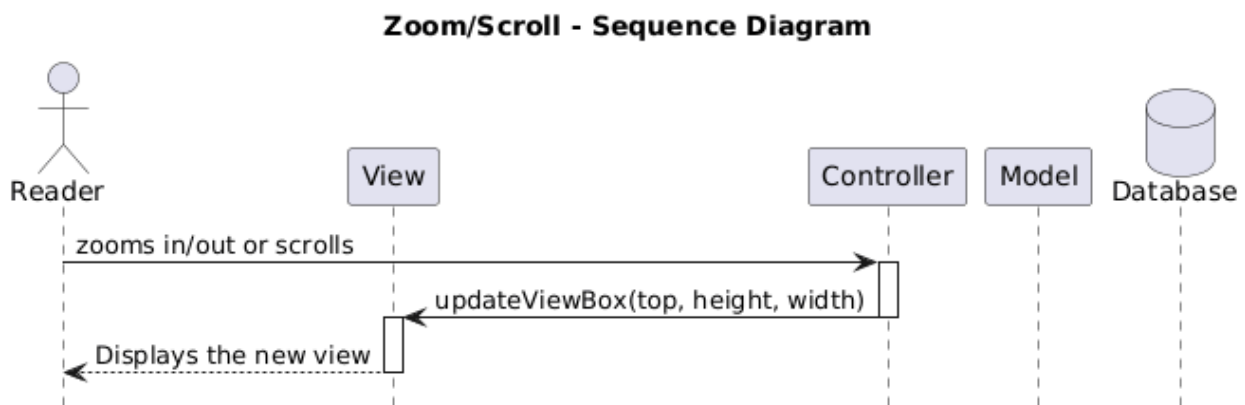 Zoom/Scroll - Sequence Diagram
Reader
View
Controller
Model
Database
zooms in/out or scrolls
updateViewBox(top, height, width)
Displays the new view